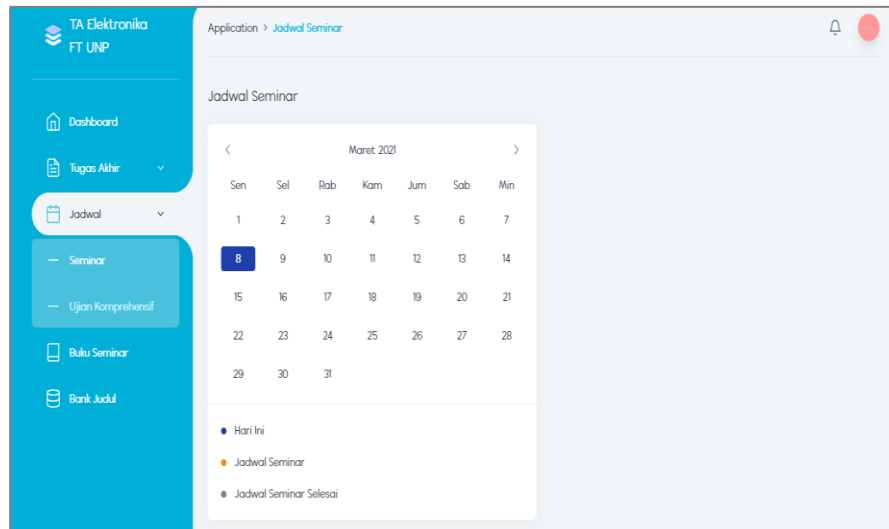 TA Elektronika
FT UNP
Dashboard
Tugas Akhir
Jadwal
Seminar
Ujian Komprehensif
Buku Seminar
Bank Judul
Application > Jadwal Seminar
Jadwal Seminar
Maret 2021
Sen Sel Rab Kam Jum Sab Min
1 2 3 4 5 6 7
8 9 10 11 12 13 14
15 16 17 18 19 20 21
22 23 24 25 26 27 28
29 30 31
Hari Ini
Jadwal Seminar
Jadwal Seminar Selesai